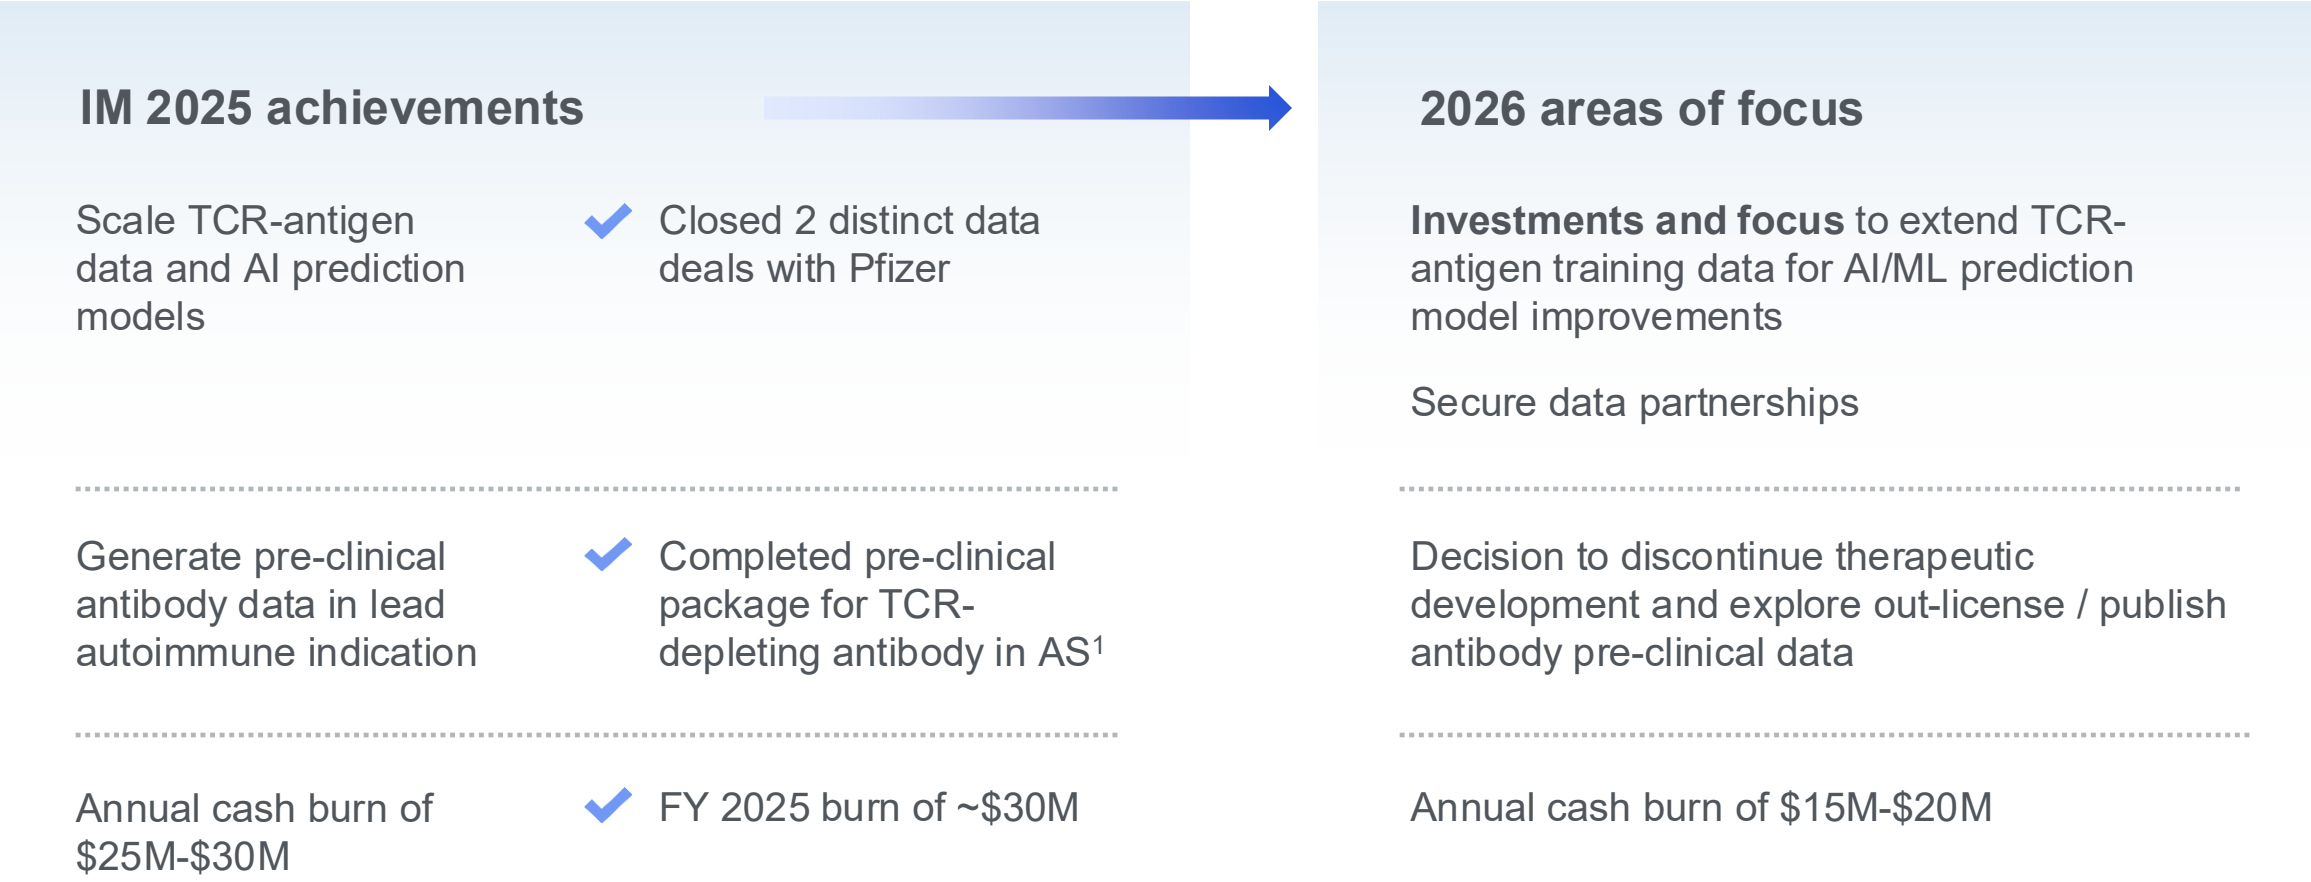 IM 2025 achievements
Scale TCR-antigen
data and AI prediction
models
Closed 2 distinct data
deals with Pfizer
Generate pre-clinical
antibody data in lead
autoimmune indication
Completed pre-clinical
package for TCR-
depleting antibody in AS¹
Annual cash burn of
$25M-$30M
FY 2025 burn of ~$30M
2026 areas of focus
Investments and focus to extend TCR-
antigen training data for AI/ML prediction
model improvements
Secure data partnerships
Decision to discontinue therapeutic
development and explore out-license / publish
antibody pre-clinical data
Annual cash burn of $15M-$20M